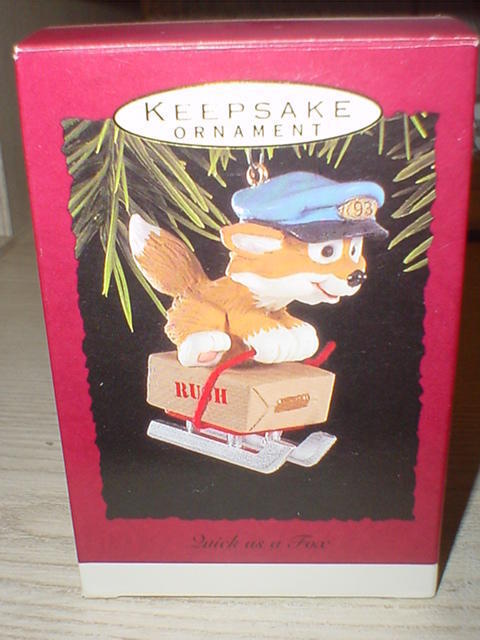 KEEPSAKE
ORNAMENT
93
RUSH
Quick as a Fox